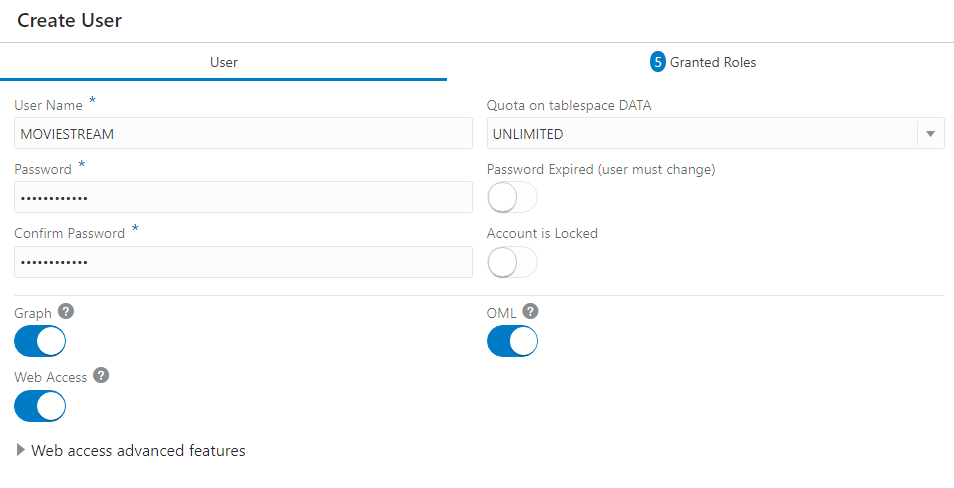 Create User
User
5 Granted Roles
User Name *
Quota on tablespace DATA
MOVIESTREAM
UNLIMITED
Password *
Password Expired (user must change)
••••••••••••
Confirm Password *
Account is Locked
••••••••••••
Graph ?
OML ?
Web Access ?
Web access advanced features